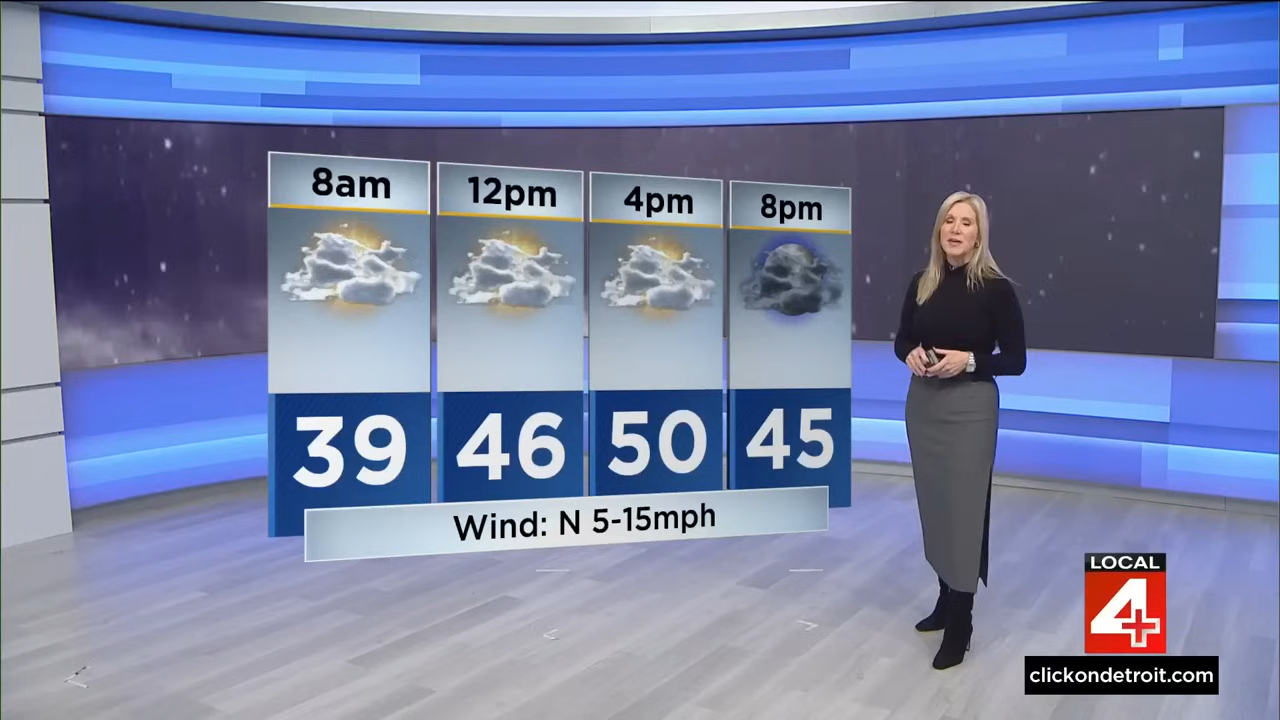 8am
12pm
4pm
8pm
39
46
50
45
Wind: N 5-15mph
LOCAL
4+
clickondetroit.com